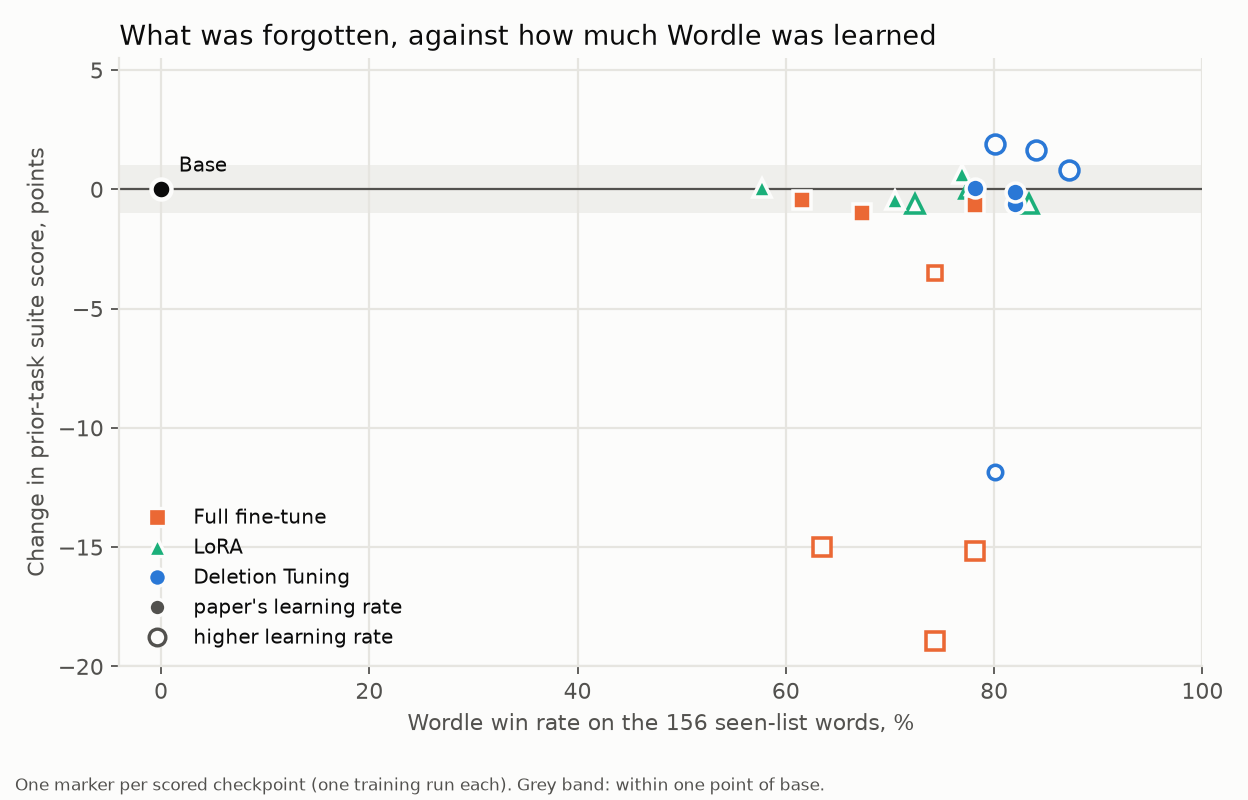 What was forgotten, against how much Wordle was learned
Change in prior-task suite score, points
5
0
−5
−10
−15
−20
Base
Full fine-tune
LoRA
Deletion Tuning
paper's learning rate
higher learning rate
0 20 40 60 80 100
Wordle win rate on the 156 seen-list words, %
One marker per scored checkpoint (one training run each). Grey band: within one point of base.